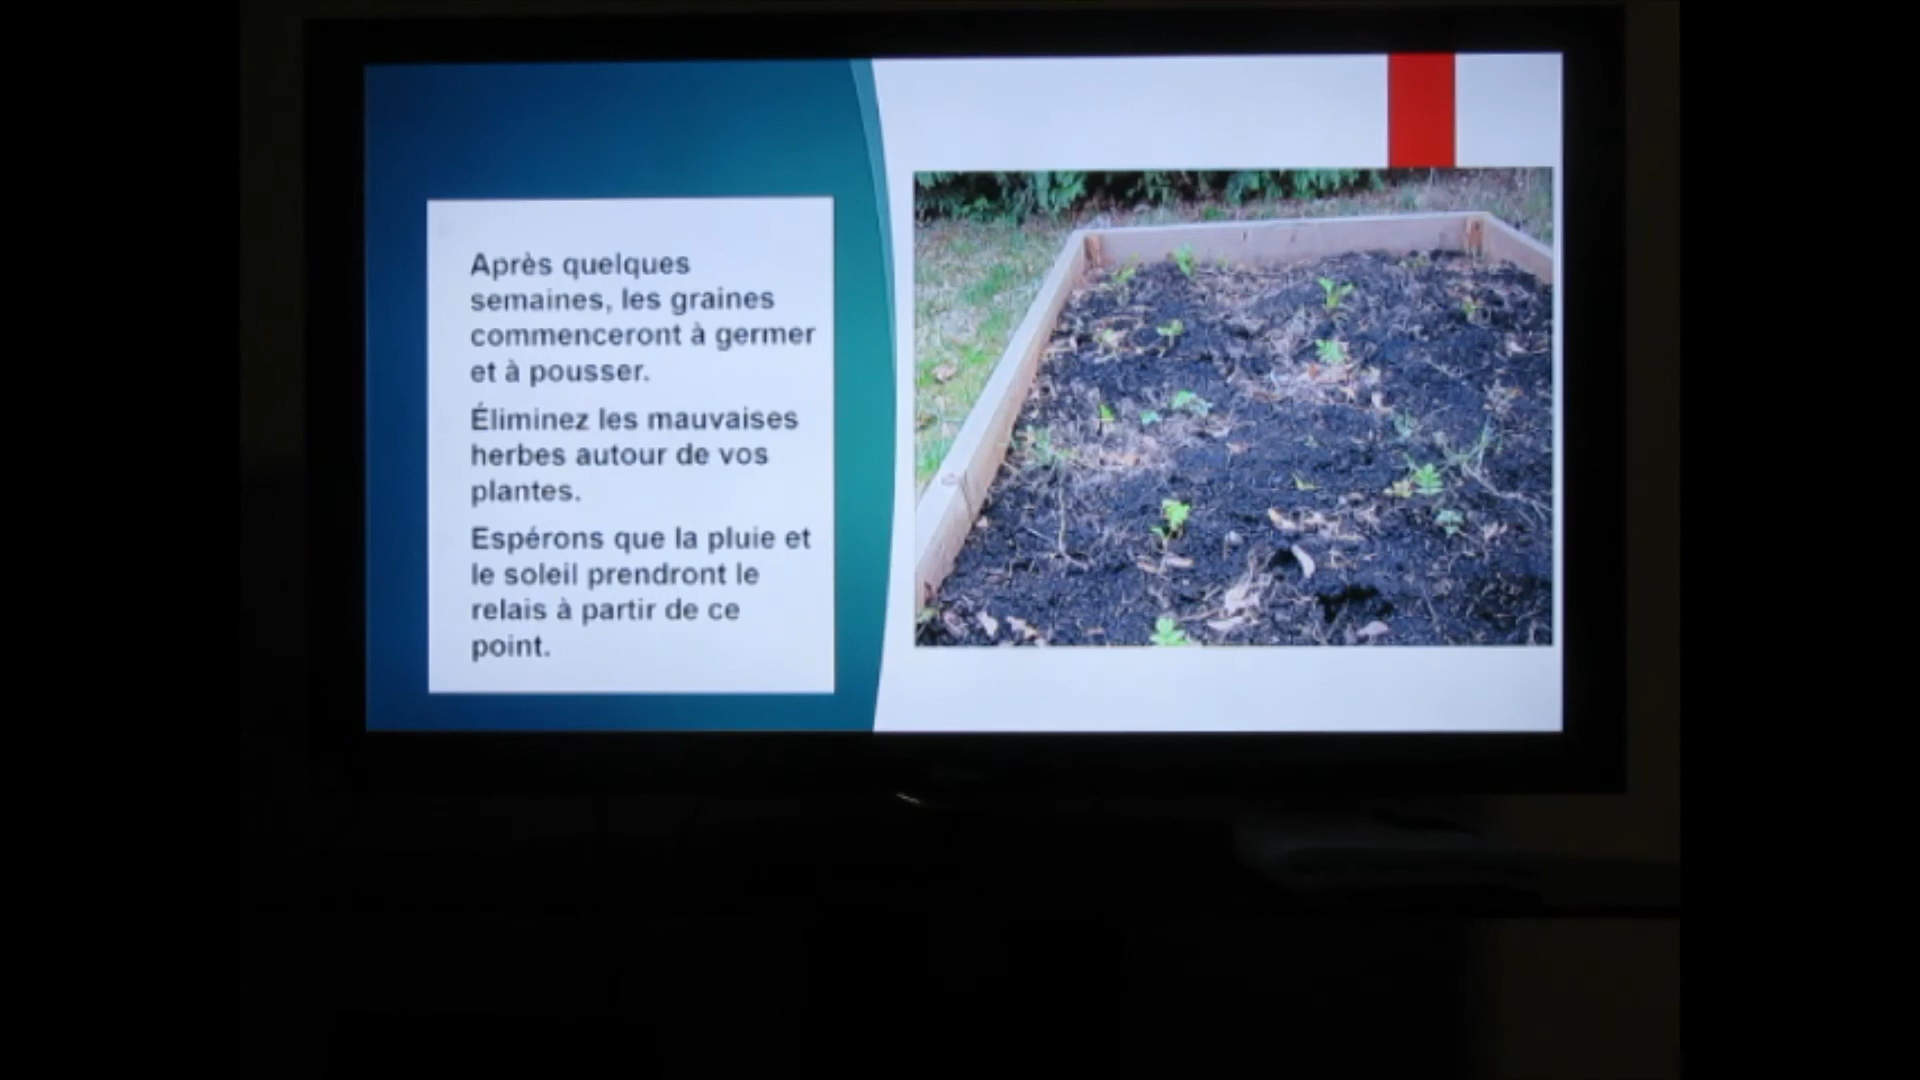 Après quelques
semaines, les graines
commenceront à germer
et à pousser.
Éliminez les mauvaises
herbes autour de vos
plantes.
Espérons que la pluie et
le soleil prendront le
relais à partir de ce
point.